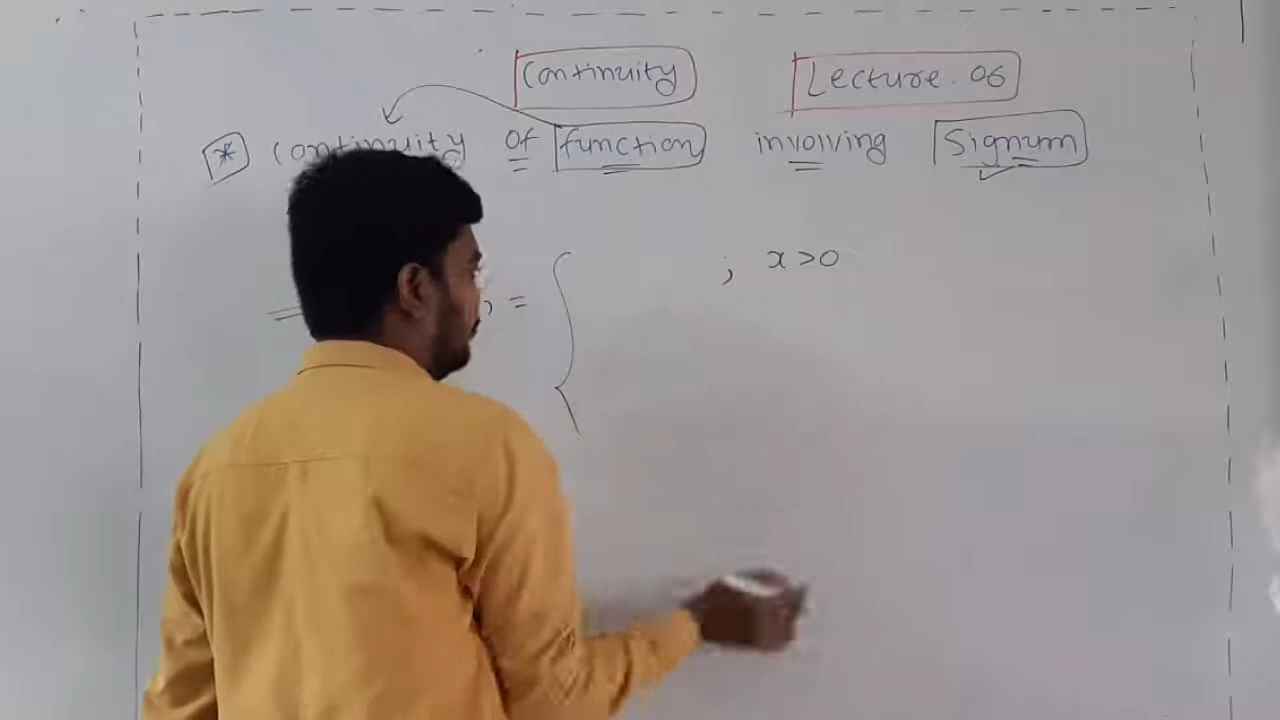 Continuity Lecture. 06
* continuity of function involving Signum
= { ; x>0